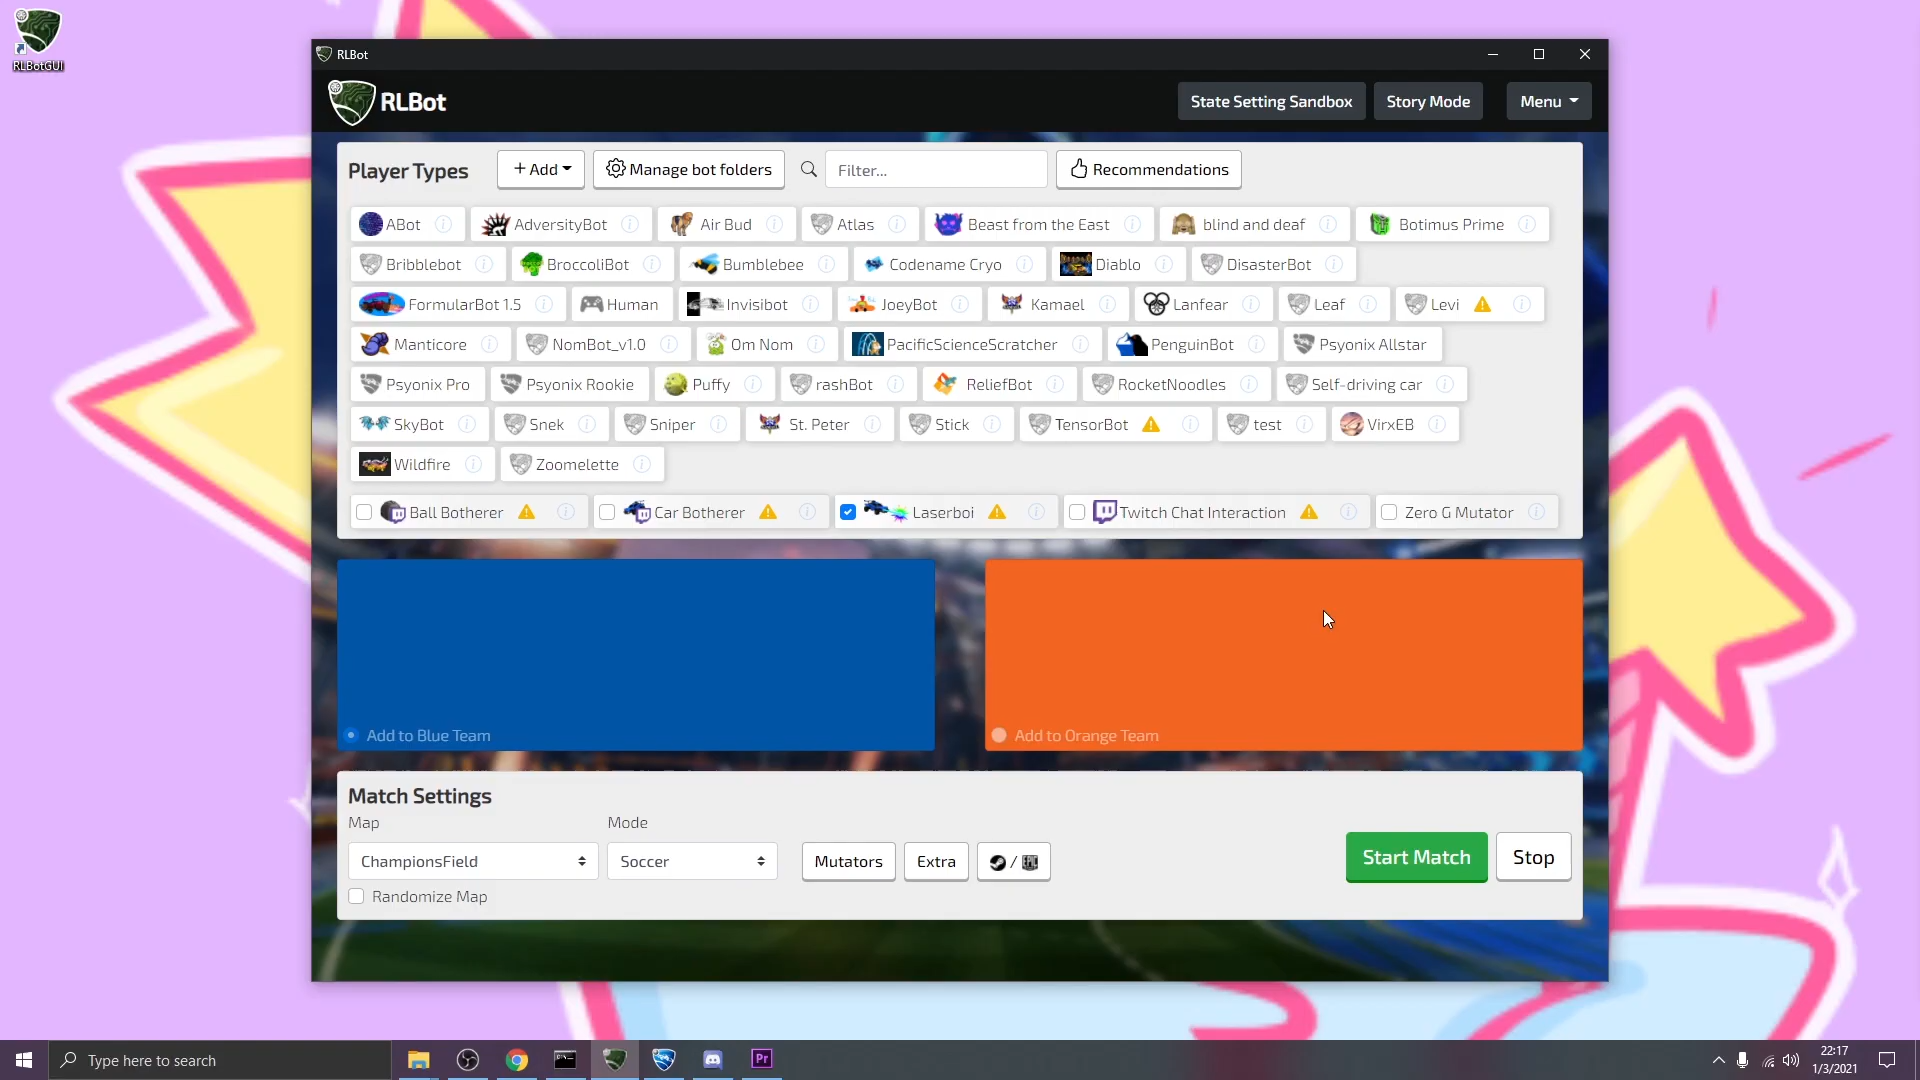 RLBotGUI
RLBot
RLBot
State Setting Sandbox
Story Mode
Menu
Player Types
+ Add
Manage bot folders
Filter...
Recommendations
ABot
AdversityBot
Air Bud
Atlas
Beast from the East
blind and deaf
Botimus Prime
Bribblebot
BroccoliBot
Bumblebee
Codename Cryo
Diablo
DisasterBot
FormularBot 1.5
Human
Invisibot
JoeyBot
Kamael
Lanfear
Leaf
Levi
Manticore
NomBot_v1.0
Om Nom
PacificScienceScratcher
PenguinBot
Psyonix Allstar
Psyonix Pro
Psyonix Rookie
Puffy
rashBot
ReliefBot
RocketNoodles
Self-driving car
SkyBot
Snek
Sniper
St. Peter
Stick
TensorBot
test
VirxEB
Wildfire
Zoomelette
Ball Botherer
Car Botherer
Laserboi
Twitch Chat Interaction
Zero G Mutator
Add to Blue Team
Add to Orange Team
Match Settings
Map
Mode
ChampionsField
Soccer
Mutators
Extra
/
Start Match
Stop
Randomize Map
Type here to search
Pr
22:17
1/3/2021